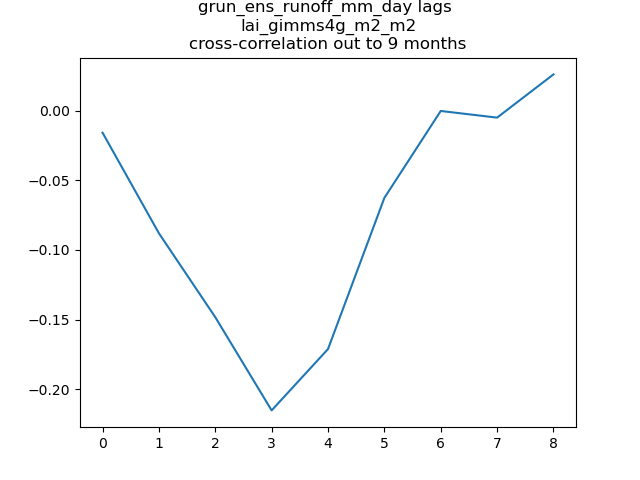 grun_ens_runoff_mm_day lags
lai_gimms4g_m2_m2
cross-correlation out to 9 months
0.00
−0.05
−0.10
−0.15
−0.20
0 1 2 3 4 5 6 7 8